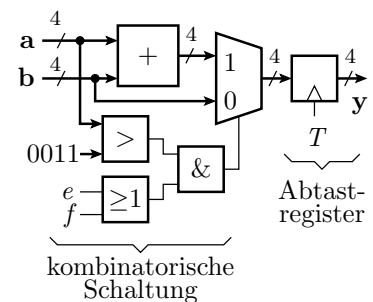 4
a
4
b
+
4
1
0
4
4
y
T
>
0011
&
e
f
≥1
Abtast-
register
kombinatorische
Schaltung